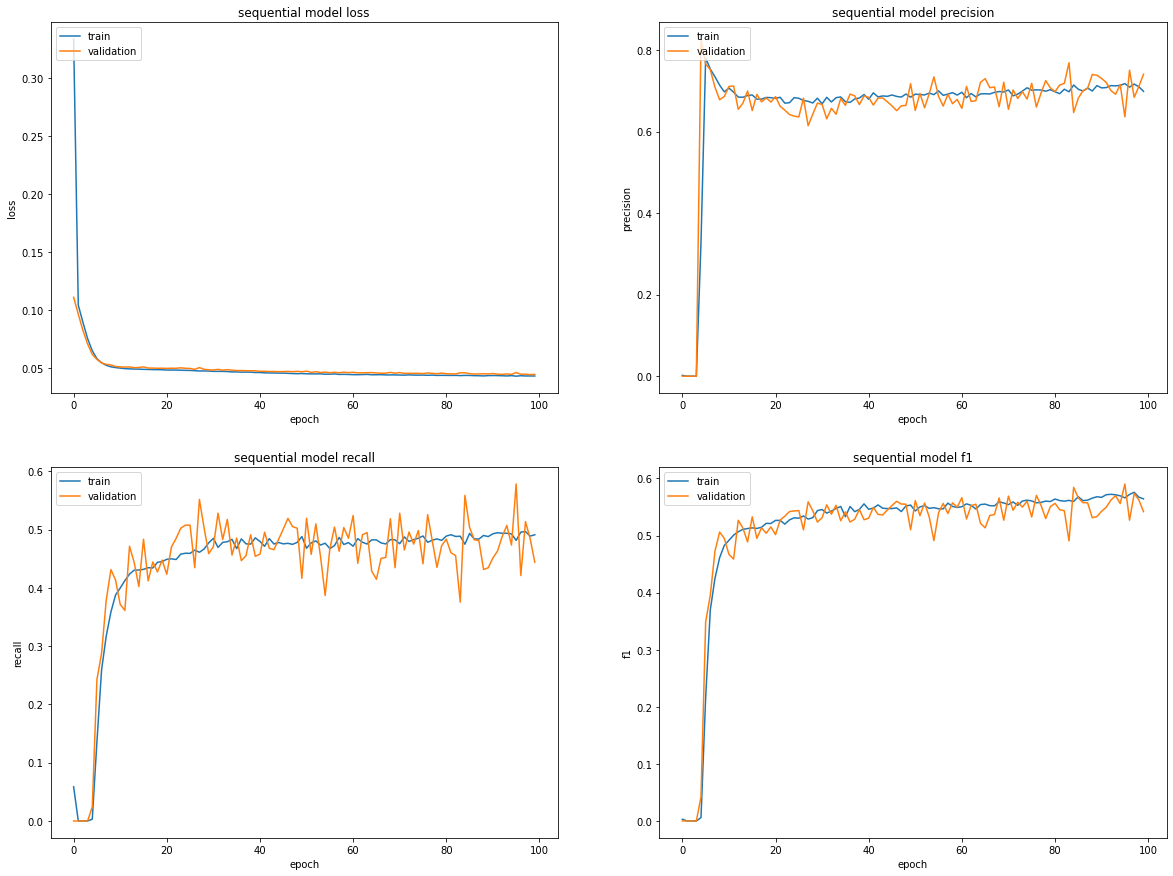 sequential model loss
train
validation
0.30
0.25
0.20
0.15
0.10
0.05
loss
0 20 40 60 80 100
epoch
sequential model precision
train
validation
0.8
0.6
0.4
0.2
0.0
precision
0 20 40 60 80 100
epoch
sequential model recall
train
validation
0.6
0.5
0.4
0.3
0.2
0.1
0.0
recall
0 20 40 60 80 100
epoch
sequential model f1
train
validation
0.6
0.5
0.4
0.3
0.2
0.1
0.0
f1
0 20 40 60 80 100
epoch